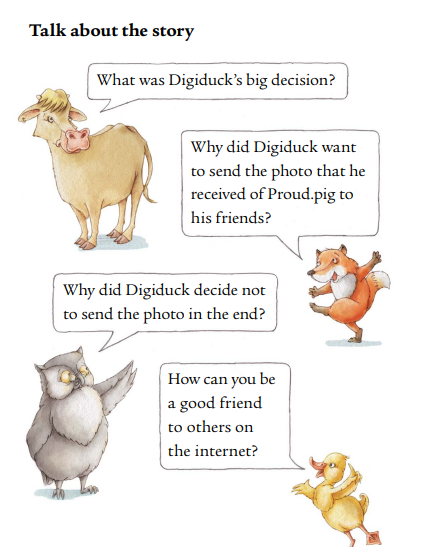 Talk about the story
What was Digiduck’s big decision?
Why did Digiduck want
to send the photo that he
received of Proud.pig to
his friends?
Why did Digiduck decide not
to send the photo in the end?
How can you be
a good friend
to others on
the internet?